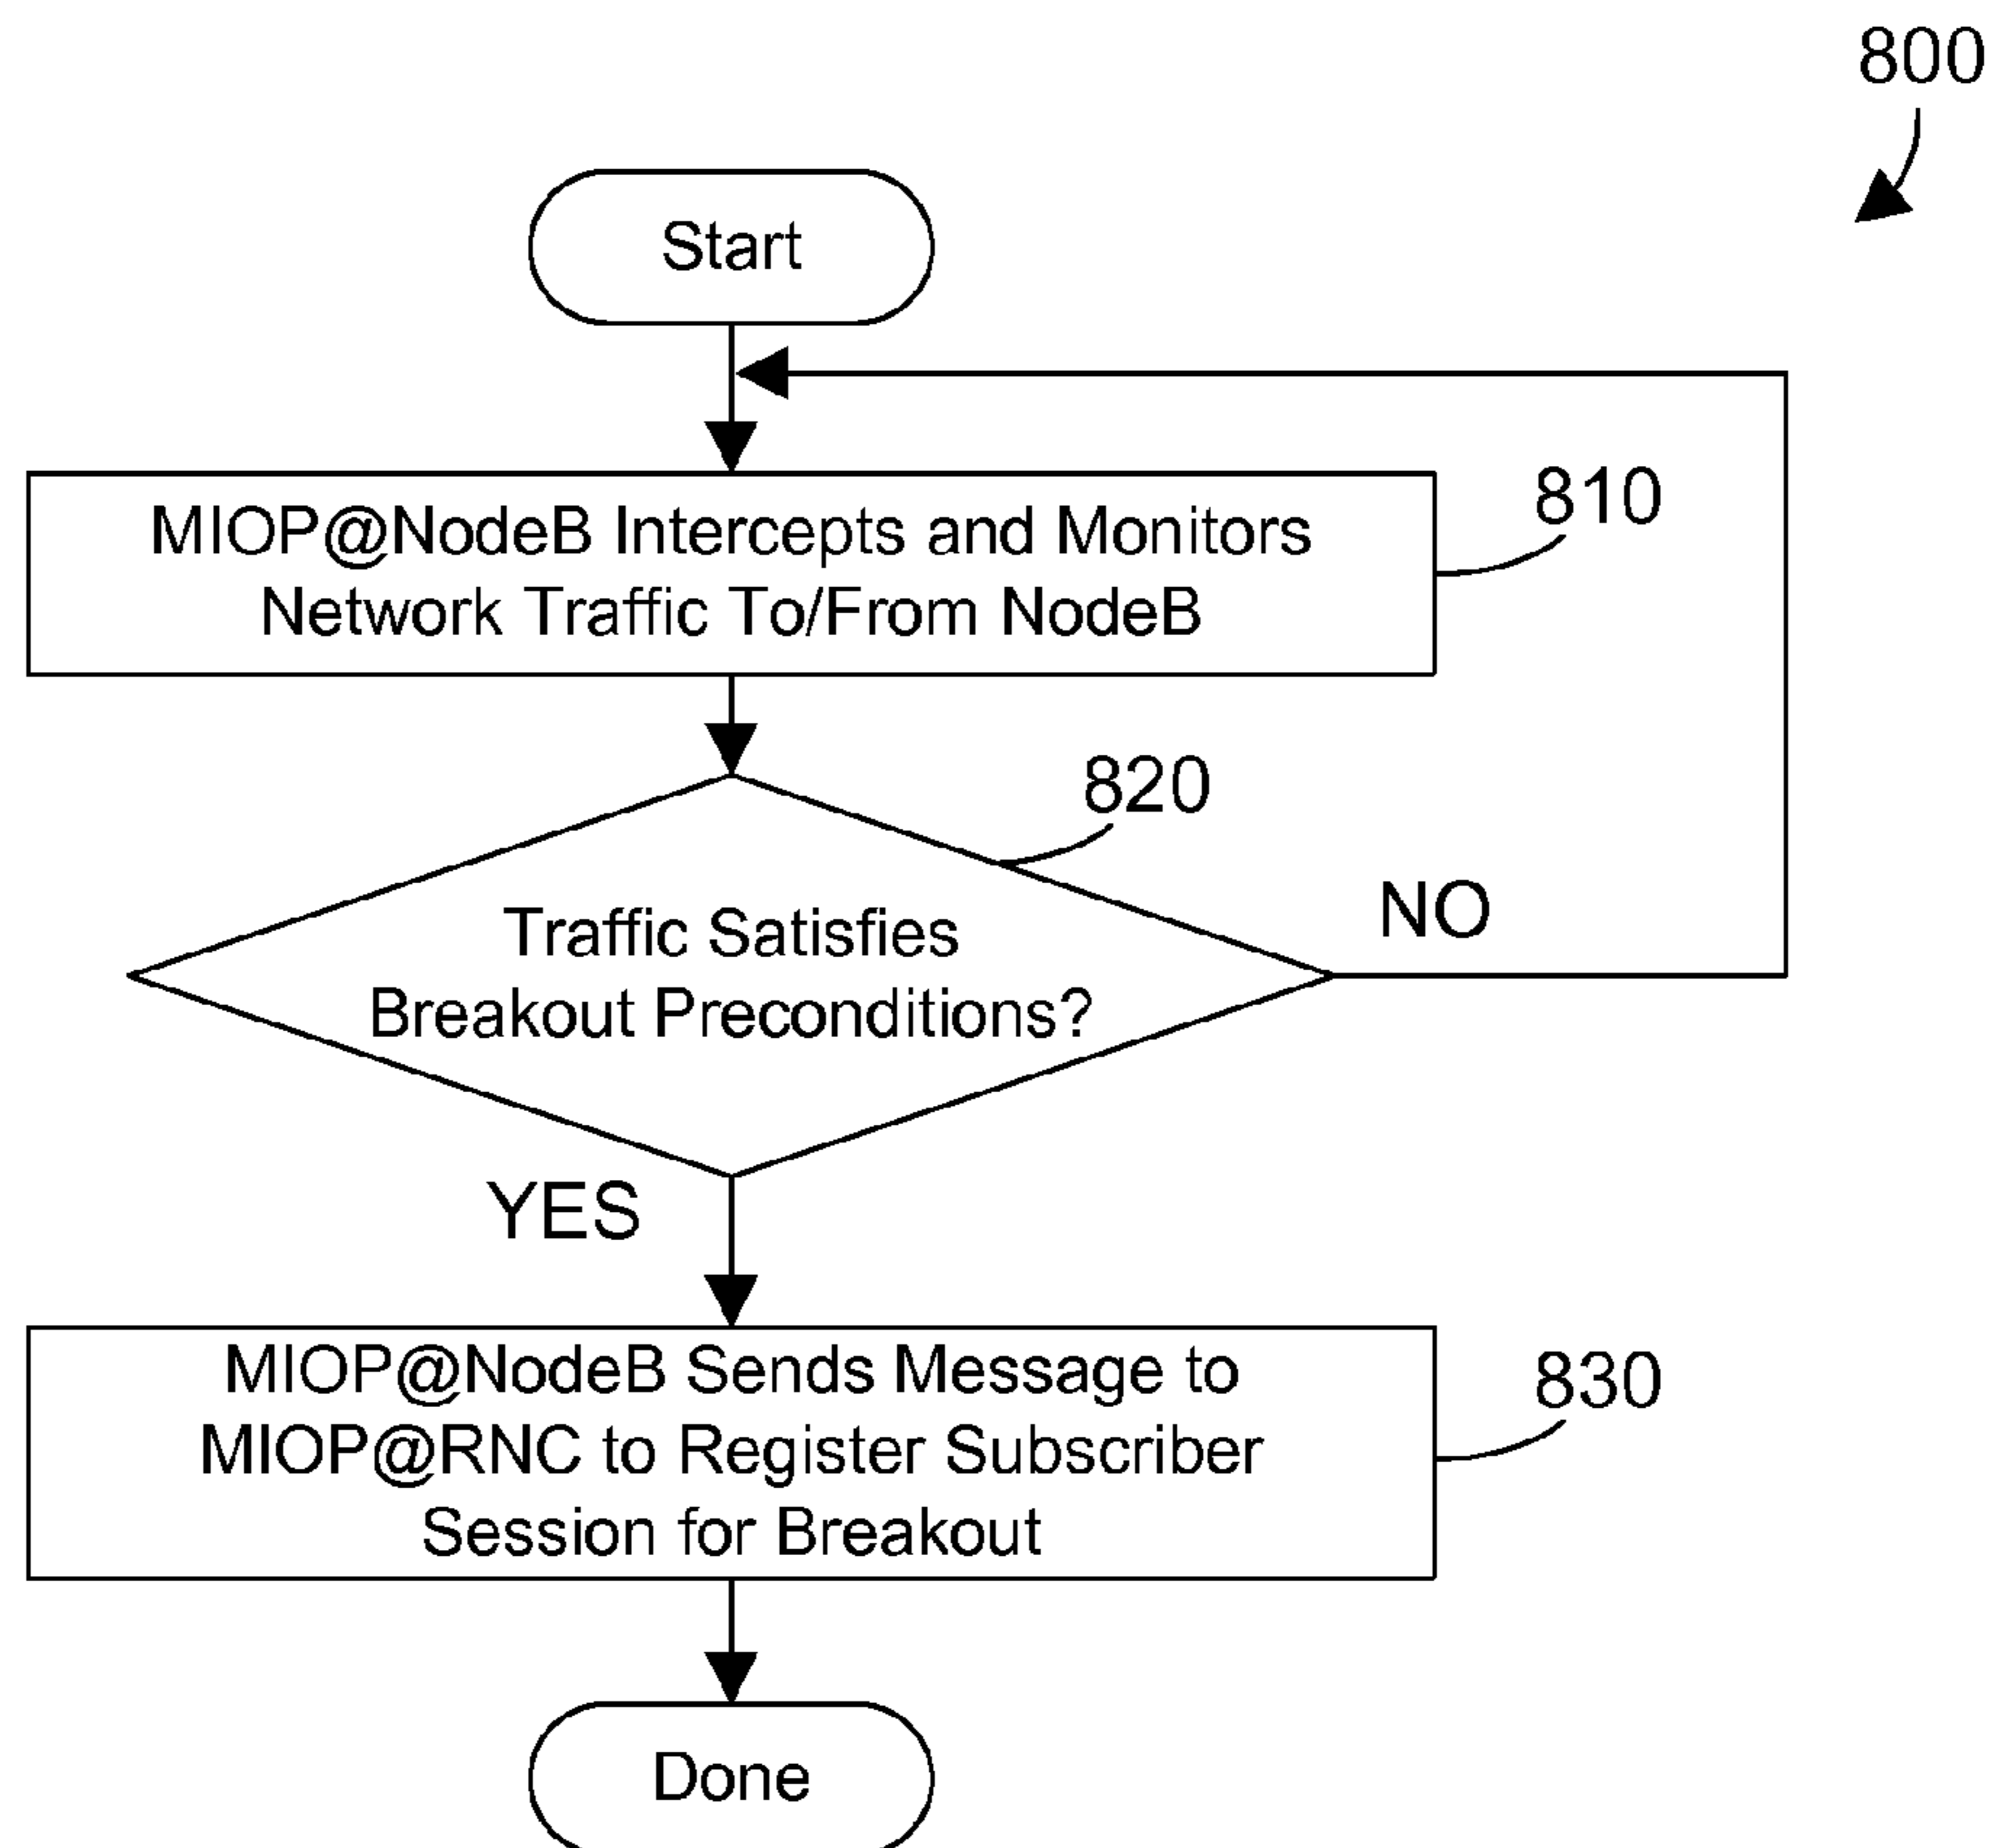 800
Start
MIOP@NodeB Intercepts and Monitors
Network Traffic To/From NodeB
810
820
Traffic Satisfies
Breakout Preconditions?
NO
YES
MIOP@NodeB Sends Message to
MIOP@RNC to Register Subscriber
Session for Breakout
830
Done